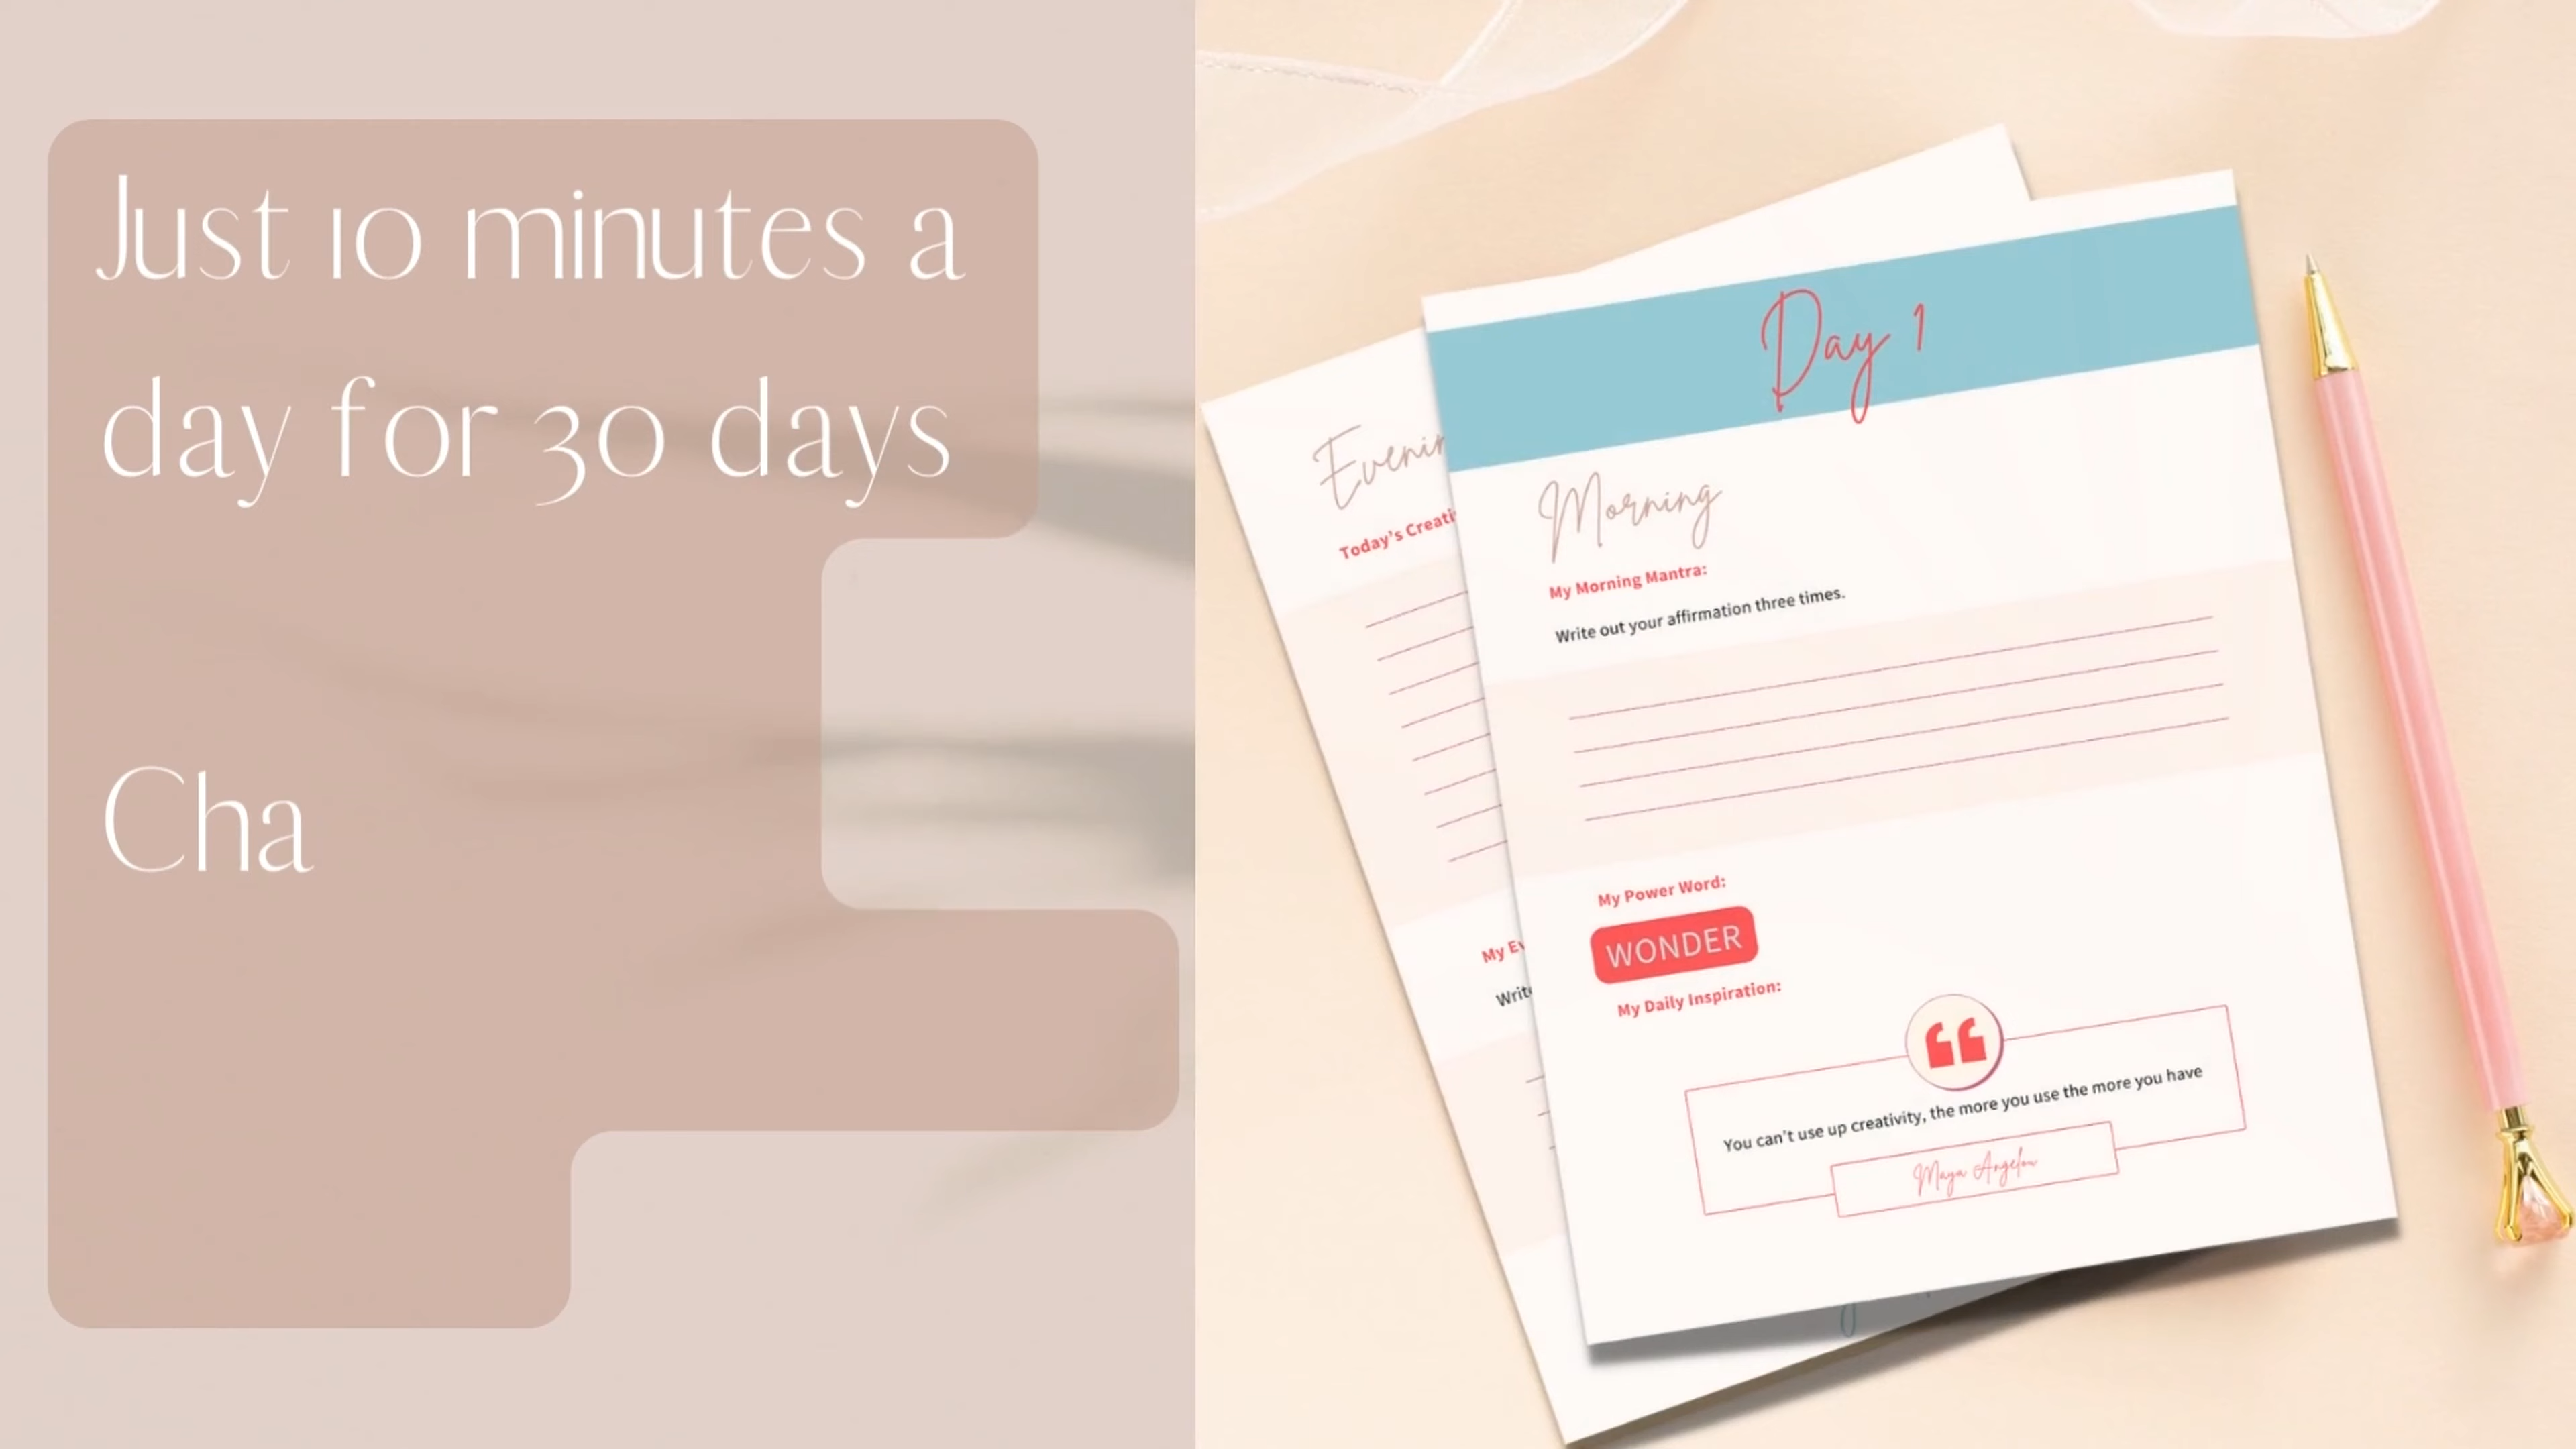 Just 10 minutes a
day for 30 days
Cha
Day 1
Morning
My Morning Mantra:
Write out your affirmation three times.
My Power Word:
WONDER
My Daily Inspiration:
You can't use up creativity, the more you use the more you have
Maya Angelou
Today's